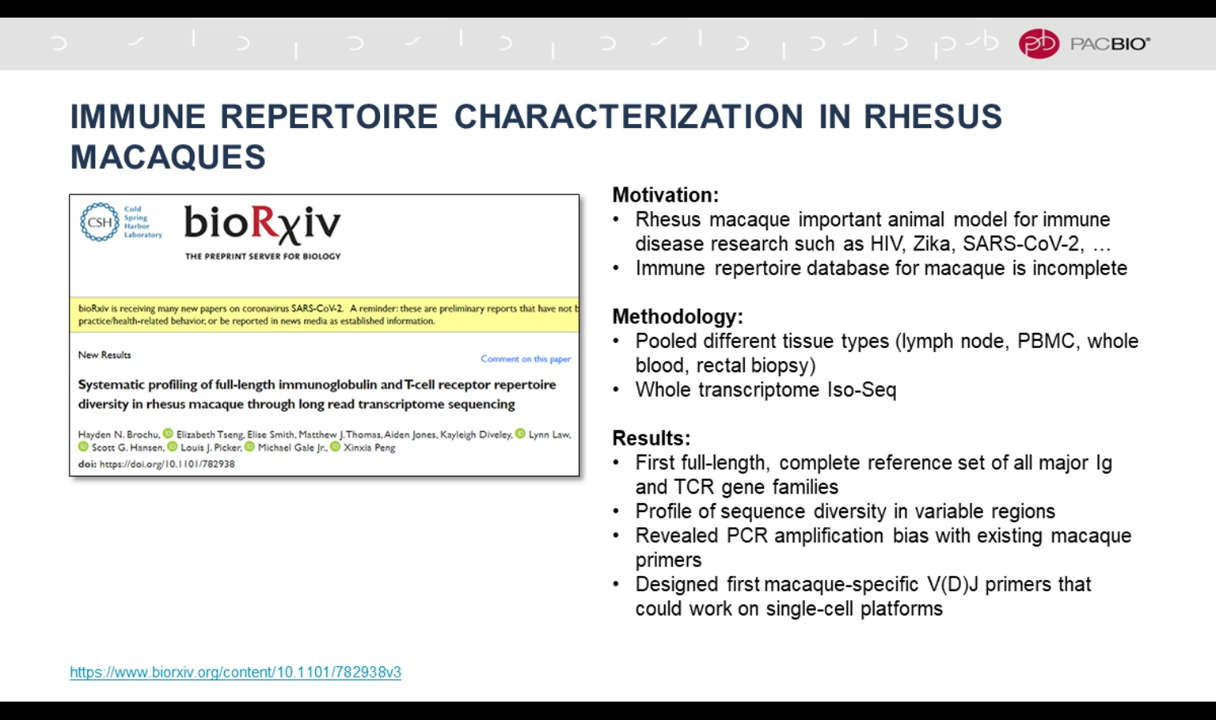 PACBIO®
IMMUNE REPERTOIRE CHARACTERIZATION IN RHESUS
MACAQUES
CSH
Cold
Spring
Harbor
Laboratory
bioRxiv
THE PREPRINT SERVER FOR BIOLOGY
bioRxiv is receiving many new papers on coronavirus SARS-CoV-2. A reminder: these are preliminary reports that have not
practice/health-related behavior, or be reported in news media as established information.
New Results
Comment on this paper
Systematic profiling of full-length immunoglobulin and T-cell receptor repertoire
diversity in rhesus macaque through long read transcriptome sequencing
Hayden N. Brochu, iD Elizabeth Tseng, Elise Smith, Matthew J. Thomas, Aiden Jones, Kayleigh Diveley, iD Lynn Law,
iD Scott G. Hansen, iD Louis J. Picker, iD Michael Gale Jr., iD Xinxia Peng
doi: https://doi.org/10.1101/782938
Motivation:
• Rhesus macaque important animal model for immune
disease research such as HIV, Zika, SARS-CoV-2, …
• Immune repertoire database for macaque is incomplete
Methodology:
• Pooled different tissue types (lymph node, PBMC, whole
blood, rectal biopsy)
• Whole transcriptome Iso-Seq
Results:
• First full-length, complete reference set of all major Ig
and TCR gene families
• Profile of sequence diversity in variable regions
• Revealed PCR amplification bias with existing macaque
primers
• Designed first macaque-specific V(D)J primers that
could work on single-cell platforms
https://www.biorxiv.org/content/10.1101/782938v3